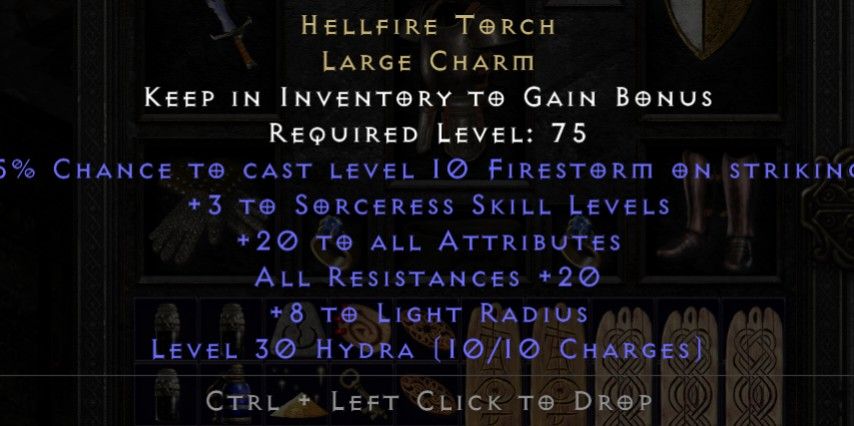 Hellfire Torch
Large Charm
Keep in Inventory to Gain Bonus
Required Level: 75
5% Chance to cast level 10 Firestorm on striking
+3 to Sorceress Skill Levels
+20 to all Attributes
All Resistances +20
+8 to Light Radius
Level 30 Hydra (10/10 Charges)
Ctrl + Left Click to Drop